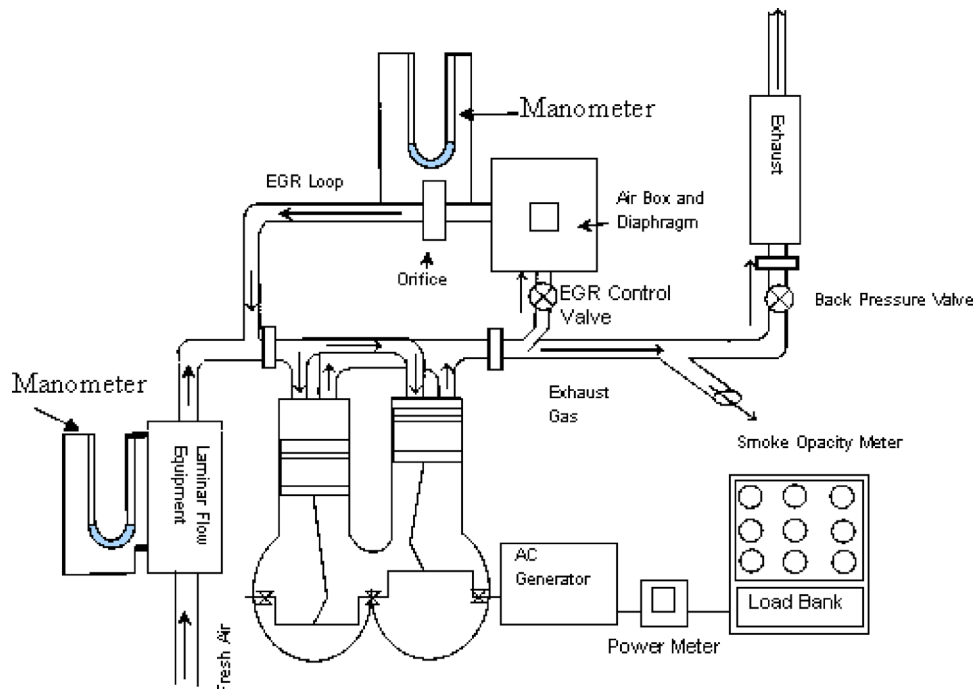 Manometer
EGR Loop
Exhaust
Air Box and
Diaphragm
Orifice
EGR Control
Valve
Back Pressure Valve
Manometer
Exhaust
Gas
Smoke Opacity Meter
Laminar Flow
Equipment
AC
Generator
Load Bank
Power Meter
Fresh Air